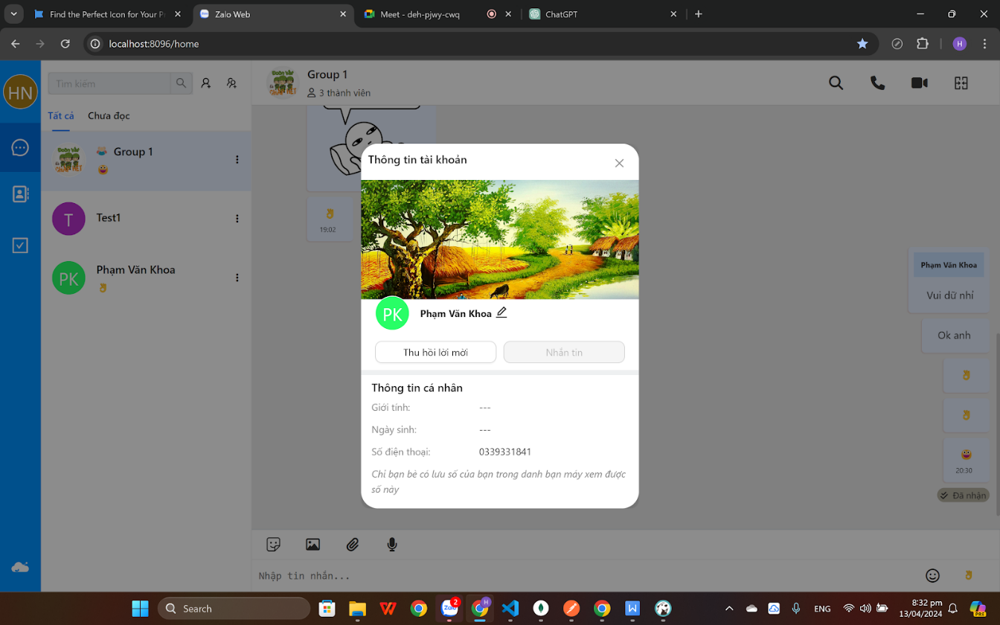 Find the Perfect Icon for Your P
Zalo Web
Meet - deh-pjwy-cwq
ChatGPT
localhost:8096/home
H
HN
Tìm kiếm
Tất cả
Chưa đọc
Group 1
T
Test1
PK
Phạm Văn Khoa
Group 1
3 thành viên
19:02
Phạm Văn Khoa
Vui dữ nhỉ
Ok anh
20:30
Đã nhận
Nhập tin nhắn...
Thông tin tài khoản
PK
Phạm Văn Khoa
Thu hồi lời mời
Nhắn tin
Thông tin cá nhân
Giới tính: ---
Ngày sinh: ---
Số điện thoại: 0339331841
Chỉ bạn bè có lưu số của bạn trong danh bạn máy xem được
số này
Search
Zalo
2
H
W
ENG
8:32 pm
13/04/2024
PRE